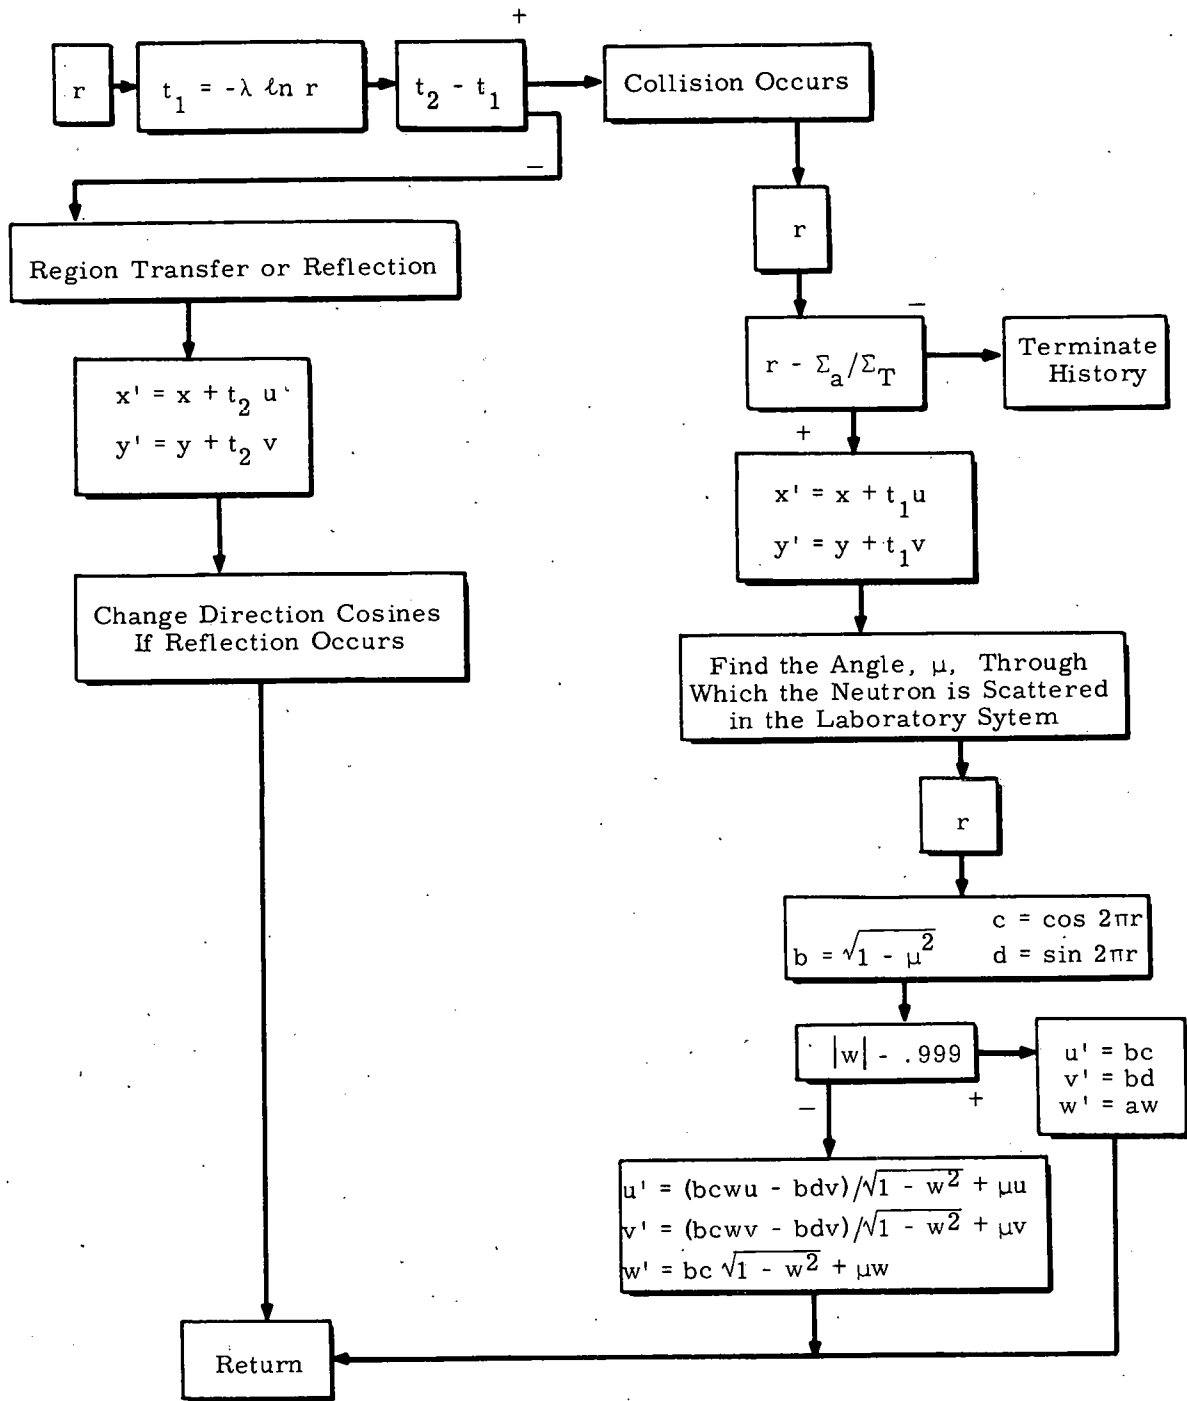 r
t₁ = -λ ℓn r
t₂ - t₁
+
Collision Occurs
−
Region Transfer or Reflection
x' = x + t₂ u
y' = y + t₂ v
Change Direction Cosines
If Reflection Occurs
r
r - Σₐ/Σ_T
−
Terminate
History
+
x' = x + t₁u
y' = y + t₁v
Find the Angle, μ, Through
Which the Neutron is Scattered
in the Laboratory Sytem
r
b = √(1 - μ²)
c = cos 2πr
d = sin 2πr
|w| - .999
+
u' = bc
v' = bd
w' = aw
−
u' = (bcwu - bdv)/√(1 - w²) + μu
v' = (bcwv - bdv)/√(1 - w²) + μv
w' = bc √(1 - w²) + μw
Return